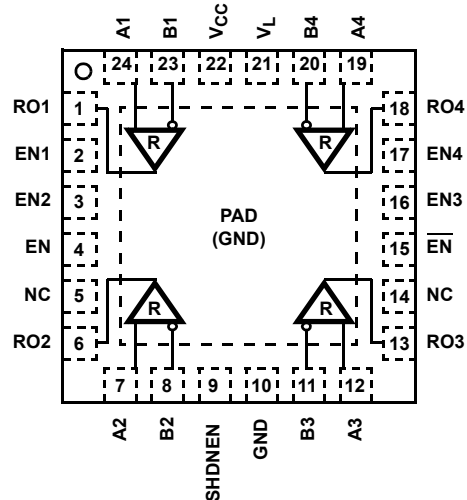 A1 B1 VCC VL B4 A4
24 23 22 21 20 19
RO1 1 R R 18 RO4
EN1 2 17 EN4
EN2 3 PAD 16 EN3
(GND)
EN 4 15 EN
NC 5 14 NC
R R
RO2 6 13 RO3
7 8 9 10 11 12
A2 B2 SHDNEN GND B3 A3